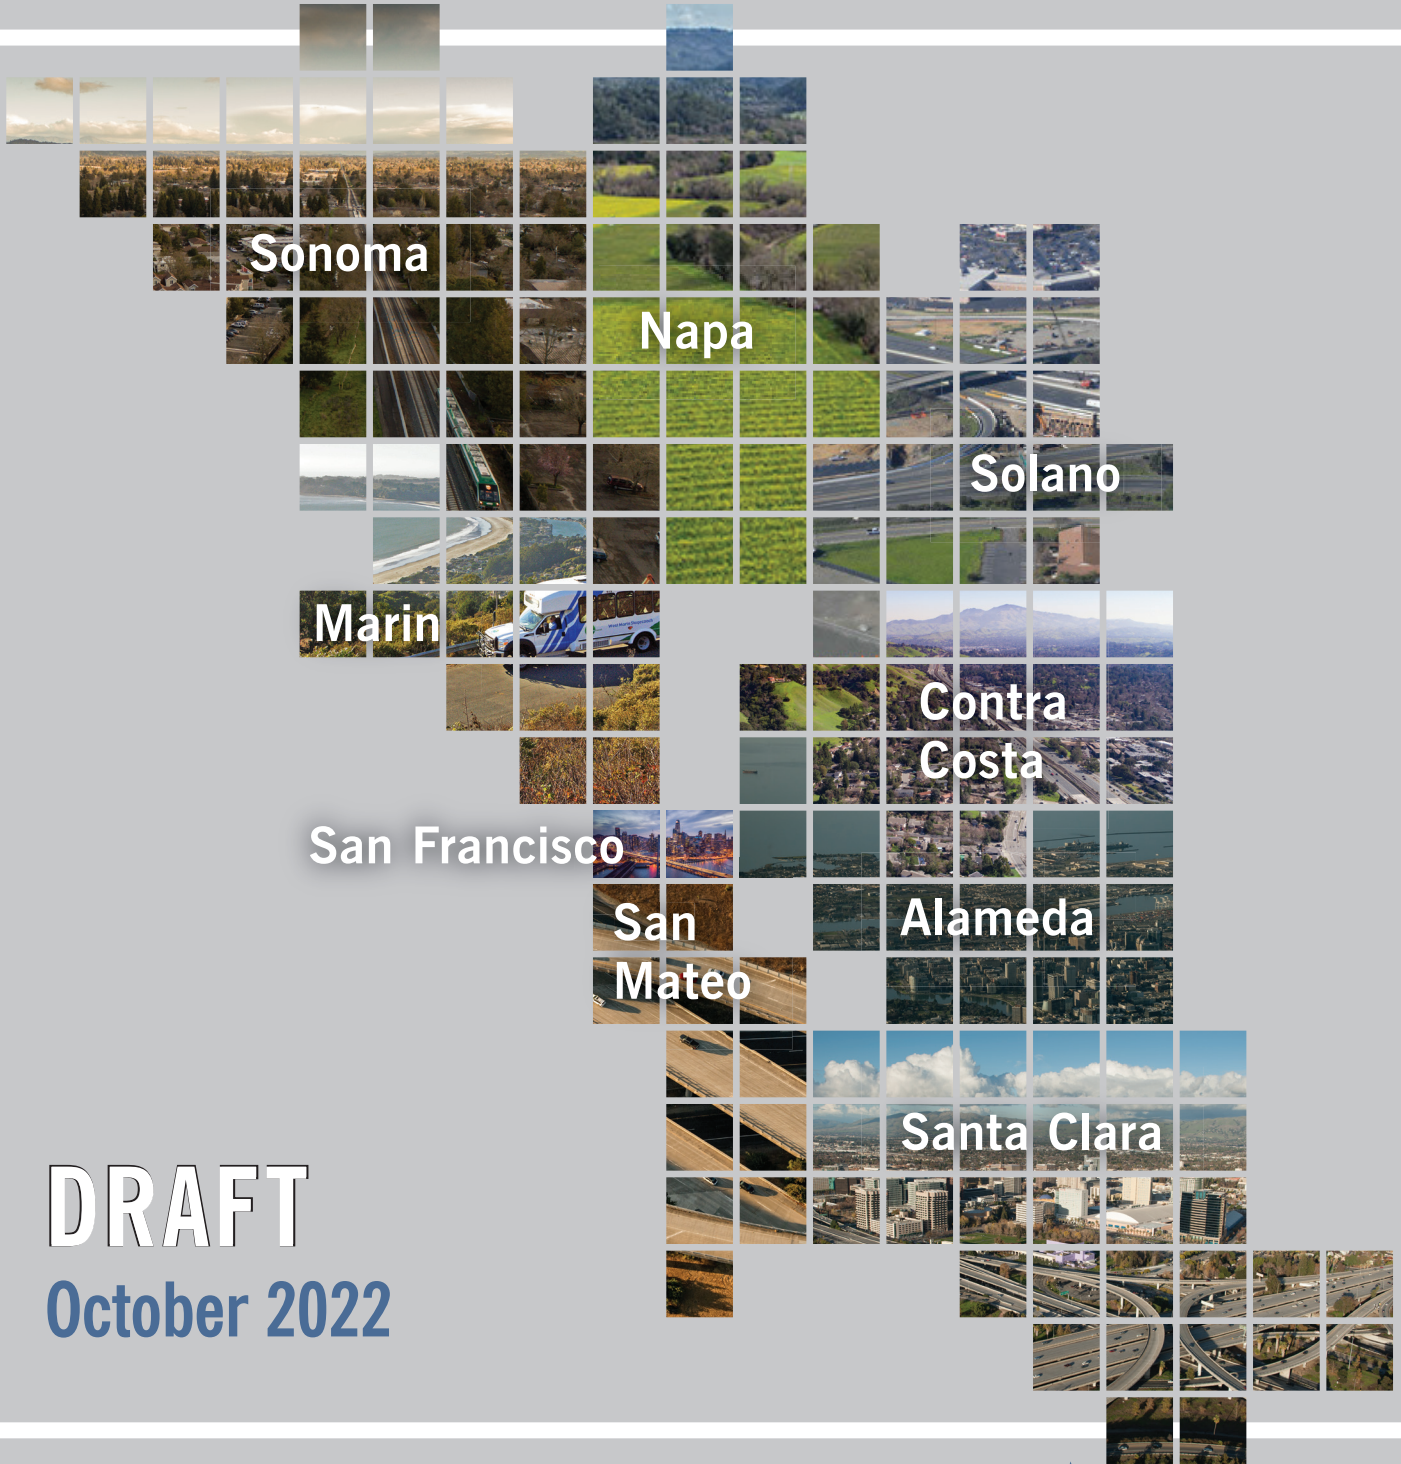 Sonoma
Napa
Solano
Marin
Contra
Costa
San Francisco
San
Mateo
Alameda
Santa Clara
DRAFT
October 2022